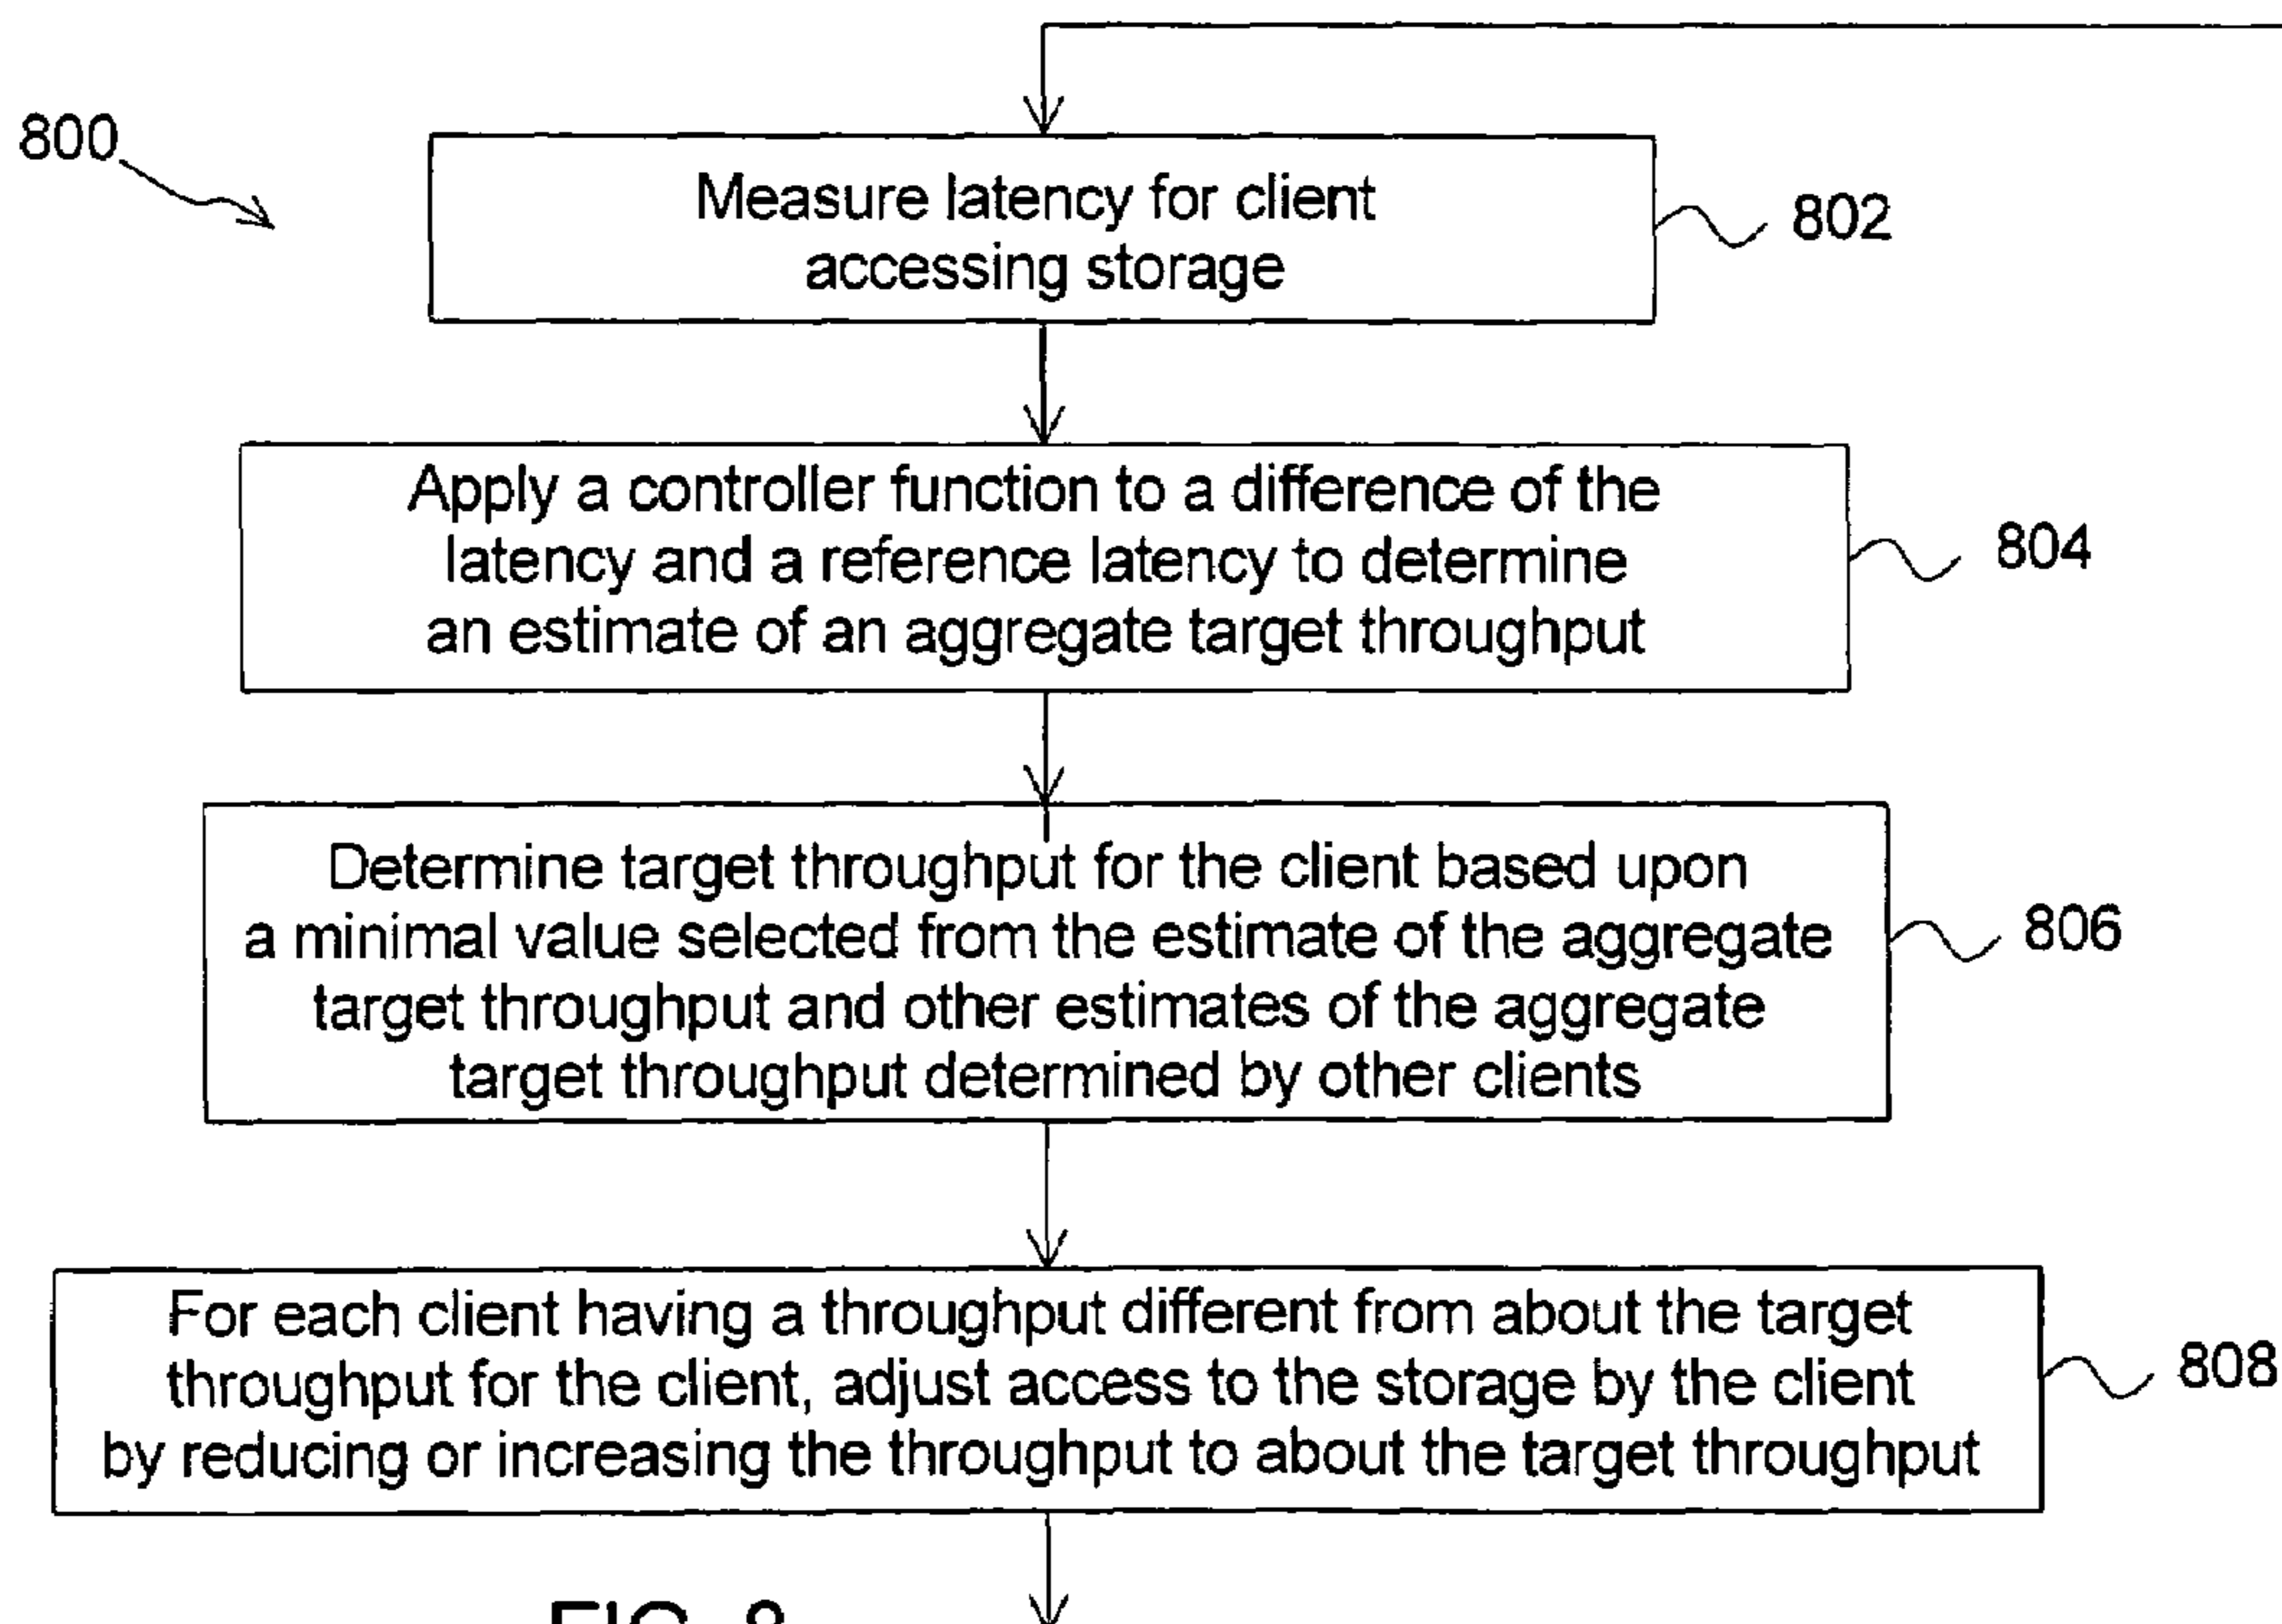 800
Measure latency for client
accessing storage
802
Apply a controller function to a difference of the
latency and a reference latency to determine
an estimate of an aggregate target throughput
804
Determine target throughput for the client based upon
a minimal value selected from the estimate of the aggregate
target throughput and other estimates of the aggregate
target throughput determined by other clients
806
For each client having a throughput different from about the target
throughput for the client, adjust access to the storage by the client
by reducing or increasing the throughput to about the target throughput
808
FIG. 8